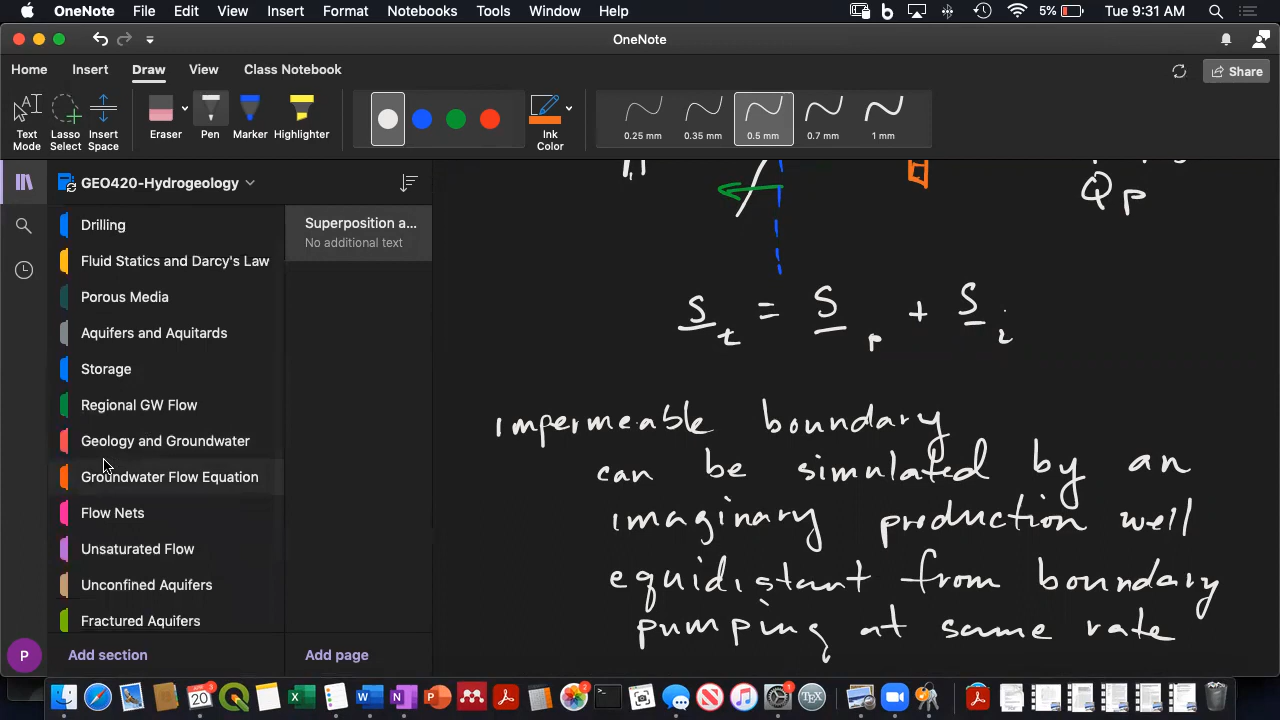 OneNote File Edit View Insert Format Notebooks Tools Window Help 5% Tue 9:31 AM
OneNote
Home Insert Draw View Class Notebook Share
Text Mode
Lasso Select
Insert Space
Eraser
Pen
Marker
Highlighter
Ink Color
0.25 mm 0.35 mm 0.5 mm 0.7 mm 1 mm
GEO420-Hydrogeology
Drilling
Fluid Statics and Darcy's Law
Porous Media
Aquifers and Aquitards
Storage
Regional GW Flow
Geology and Groundwater
Groundwater Flow Equation
Flow Nets
Unsaturated Flow
Unconfined Aquifers
Fractured Aquifers
Add section
Superposition a...
No additional text
Add page
Q p
S t = S p + S i
impermeable boundary
can be simulated by an
imaginary production well
equidistant from boundary
pumping at same rate
P
20